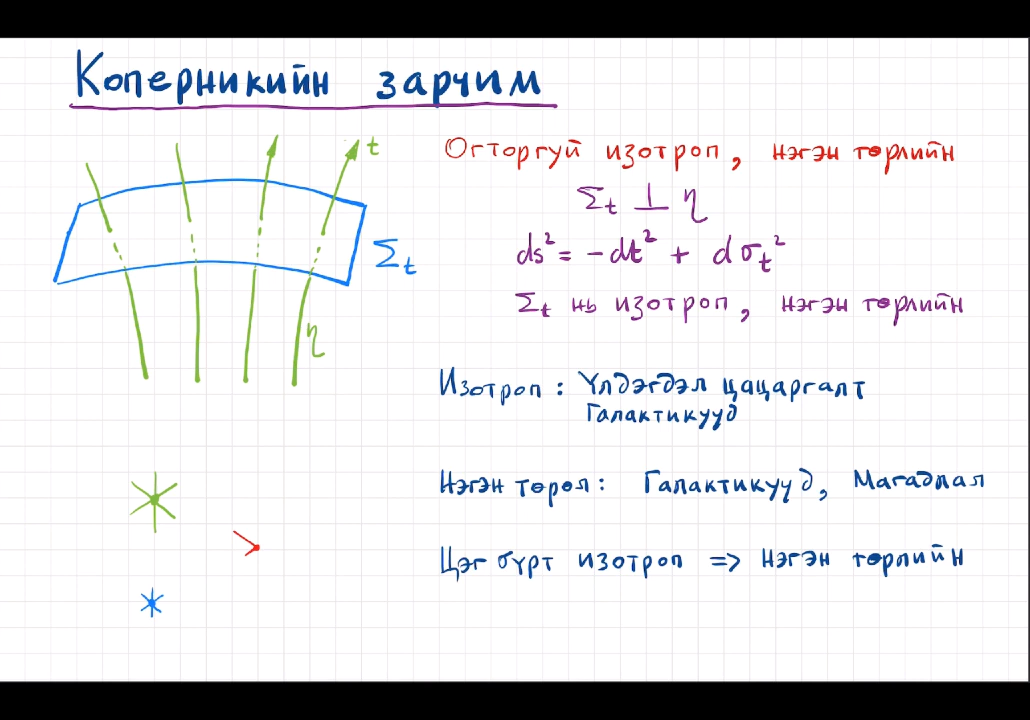 Коперникийн зарчим
t
Σt
η
Огторгуй изотроп, нэгэн төрлийн
Σt ⊥ η
ds² = -dt² + dσt²
Σt нь изотроп, нэгэн төрлийн
Изотроп: Үлдэгдэл цацаргалт
Галактикууд
Нэгэн төрөл: Галактикууд, Магадлал
Цэг бүрт изотроп => нэгэн төрлийн